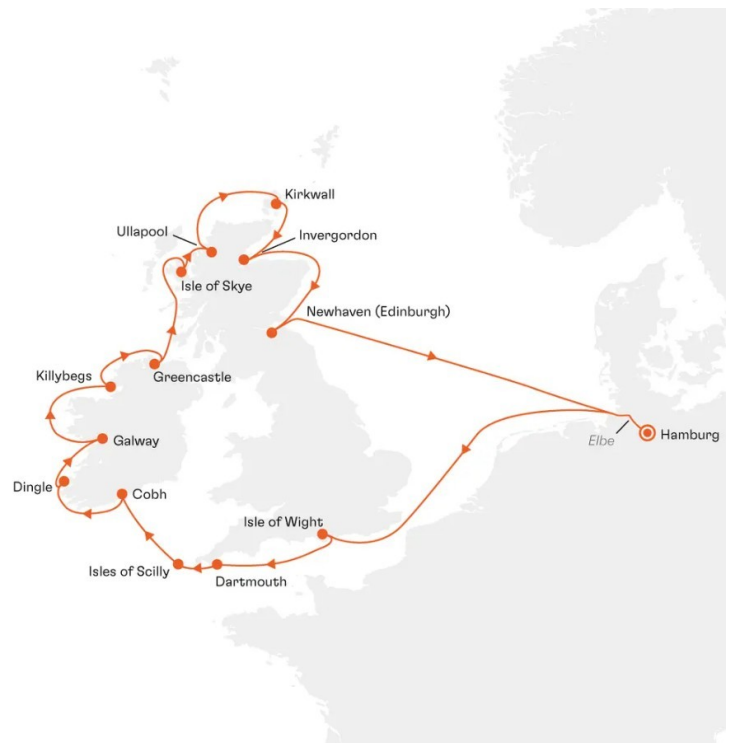 Kirkwall
Ullapool
Invergordon
Isle of Skye
Newhaven (Edinburgh)
Killybegs
Greencastle
Galway
Elbe
Hamburg
Dingle
Cobh
Isle of Wight
Isles of Scilly
Dartmouth